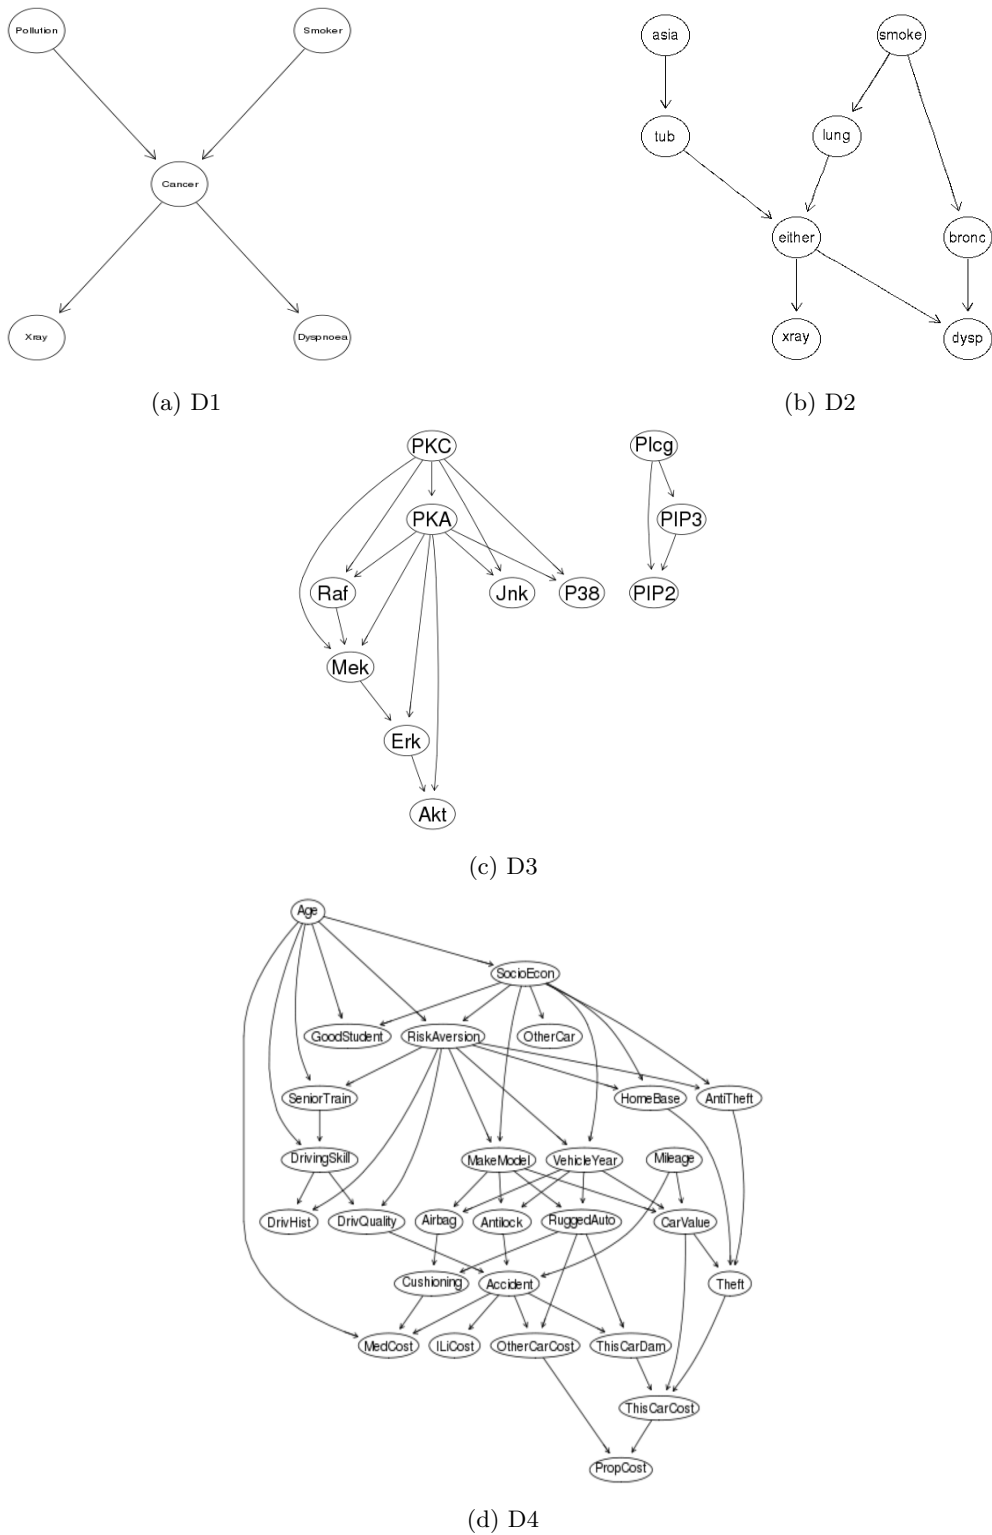 Pollution Smoker
Cancer
Xray Dyspnoea
(a) D1
asia smoke
tub lung
either bronc
xray dysp
(b) D2
PKC Plcg
PKA PIP3
Raf Jnk P38 PIP2
Mek
Erk
Akt
(c) D3
Age
SocioEcon
GoodStudent RiskAversion OtherCar
SeniorTrain HomeBase AntiTheft
DrivingSkill MakeModel VehicleYear Mileage
DrivHist DrivQuality Airbag Antilock RuggedAuto CarValue
Cushioning Accident Theft
MedCost ILiCost OtherCarCost ThisCarDam
ThisCarCost
PropCost
(d) D4